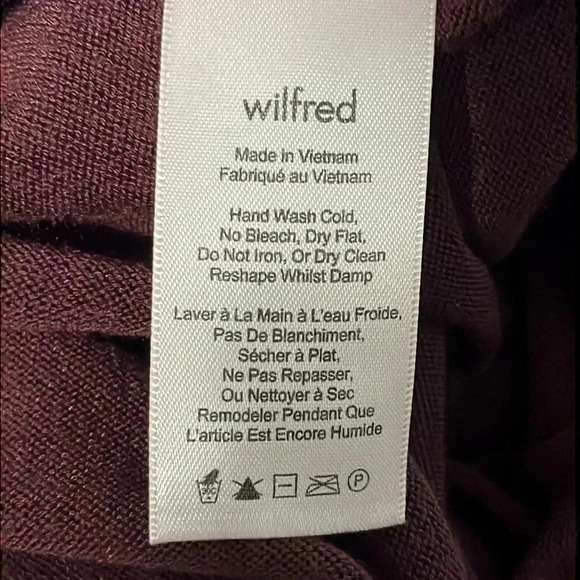 wilfred
Made in Vietnam
Fabriqué au Vietnam
Hand Wash Cold,
No Bleach, Dry Flat,
Do Not Iron, Or Dry Clean
Reshape Whilst Damp
Laver à La Main à L'eau Froide,
Pas De Blanchiment,
Sécher à Plat,
Ne Pas Repasser,
Ou Nettoyer à Sec
Remodeler Pendant Que
L'article Est Encore Humide
P